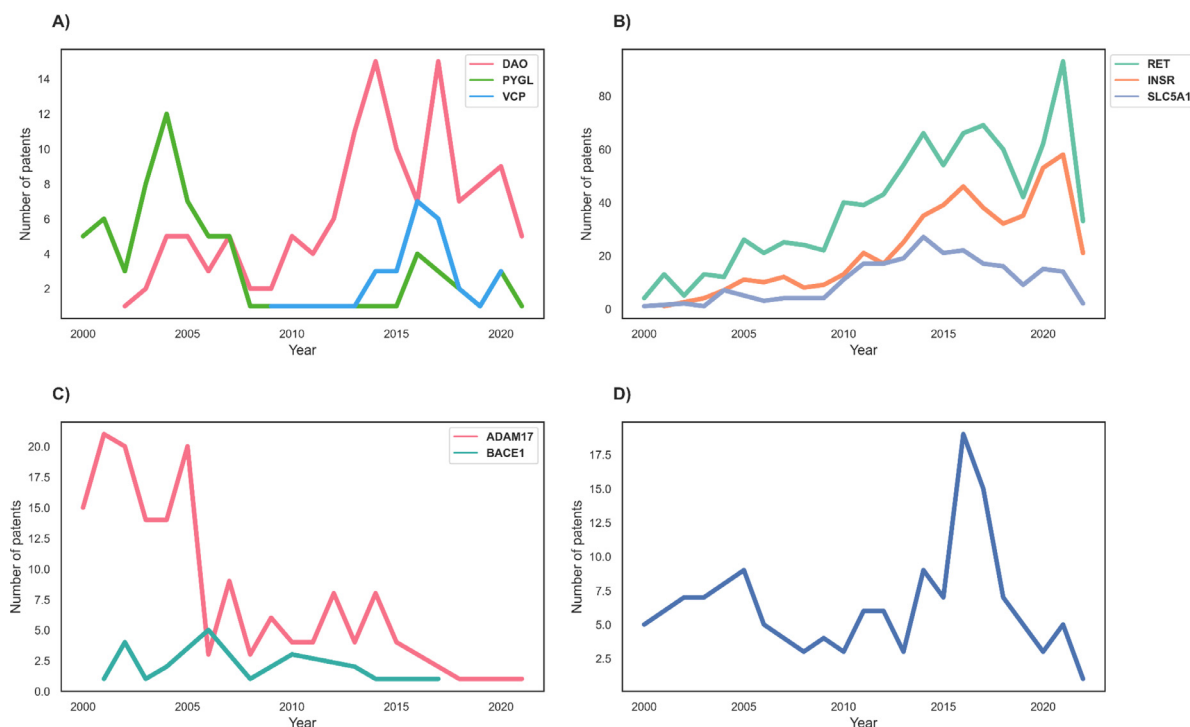 A)
DAO
PYGL
VCP
Number of patents
14
12
10
8
6
4
2
2000
2005
2010
2015
2020
Year
B)
RET
INSR
SLC5A1
Number of patents
80
60
40
20
0
2000
2005
2010
2015
2020
Year
C)
ADAM17
BACE1
Number of patents
20.0
17.5
15.0
12.5
10.0
7.5
5.0
2.5
0.0
2000
2005
2010
2015
2020
Year
D)
Number of patents
17.5
15.0
12.5
10.0
7.5
5.0
2.5
2000
2005
2010
2015
2020
Year